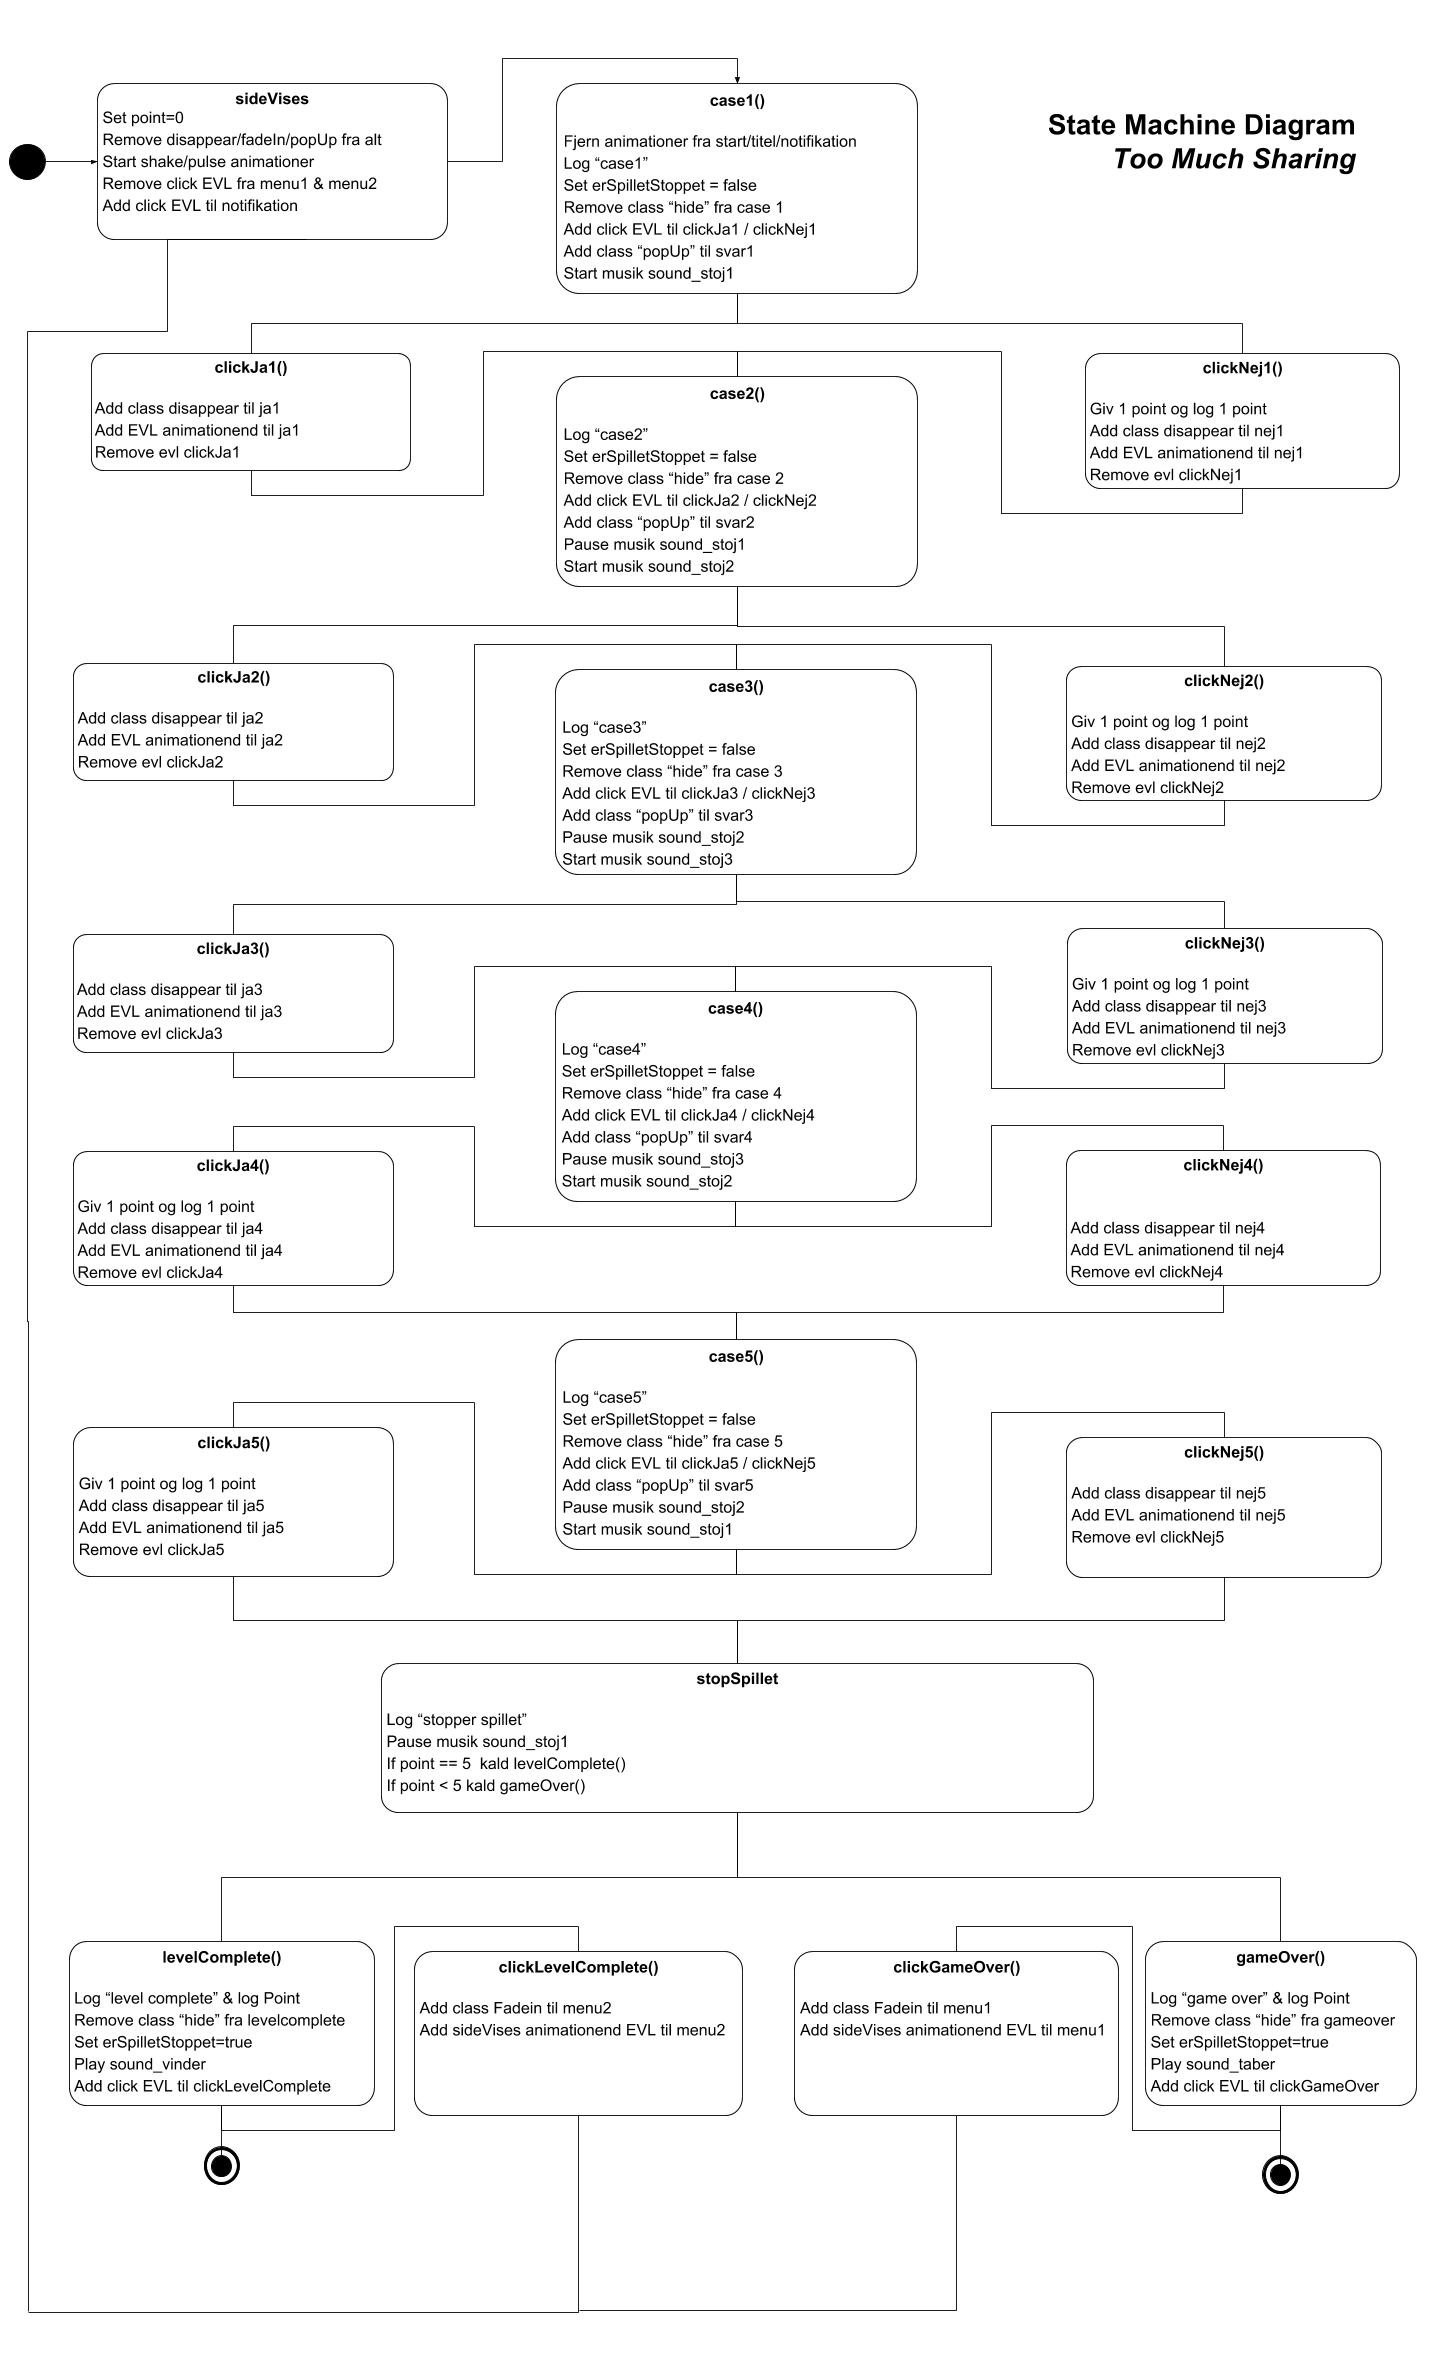 State Machine Diagram
Too Much Sharing
sideVises
Set point=0
Remove disappear/fadeIn/popUp fra alt
Start shake/pulse animationer
Remove click EVL fra menu1 & menu2
Add click EVL til notifikation
case1()
Fjern animationer fra start/titel/notifikation
Log “case1”
Set erSpilletStoppet = false
Remove class “hide” fra case 1
Add click EVL til clickJa1 / clickNej1
Add class “popUp” til svar1
Start musik sound_stoj1
clickJa1()
Add class disappear til ja1
Add EVL animationend til ja1
Remove evl clickJa1
case2()
Log “case2”
Set erSpilletStoppet = false
Remove class “hide” fra case 2
Add click EVL til clickJa2 / clickNej2
Add class “popUp” til svar2
Pause musik sound_stoj1
Start musik sound_stoj2
clickNej1()
Giv 1 point og log 1 point
Add class disappear til nej1
Add EVL animationend til nej1
Remove evl clickNej1
clickJa2()
Add class disappear til ja2
Add EVL animationend til ja2
Remove evl clickJa2
case3()
Log “case3”
Set erSpilletStoppet = false
Remove class “hide” fra case 3
Add click EVL til clickJa3 / clickNej3
Add class “popUp” til svar3
Pause musik sound_stoj2
Start musik sound_stoj3
clickNej2()
Giv 1 point og log 1 point
Add class disappear til nej2
Add EVL animationend til nej2
Remove evl clickNej2
clickJa3()
Add class disappear til ja3
Add EVL animationend til ja3
Remove evl clickJa3
case4()
Log “case4”
Set erSpilletStoppet = false
Remove class “hide” fra case 4
Add click EVL til clickJa4 / clickNej4
Add class “popUp” til svar4
Pause musik sound_stoj3
Start musik sound_stoj2
clickNej3()
Giv 1 point og log 1 point
Add class disappear til nej3
Add EVL animationend til nej3
Remove evl clickNej3
clickJa4()
Giv 1 point og log 1 point
Add class disappear til ja4
Add EVL animationend til ja4
Remove evl clickJa4
clickNej4()
Add class disappear til nej4
Add EVL animationend til nej4
Remove evl clickNej4
case5()
Log “case5”
Set erSpilletStoppet = false
Remove class “hide” fra case 5
Add click EVL til clickJa5 / clickNej5
Add class “popUp” til svar5
Pause musik sound_stoj2
Start musik sound_stoj1
clickJa5()
Giv 1 point og log 1 point
Add class disappear til ja5
Add EVL animationend til ja5
Remove evl clickJa5
clickNej5()
Add class disappear til nej5
Add EVL animationend til nej5
Remove evl clickNej5
stopSpillet
Log “stopper spillet”
Pause musik sound_stoj1
If point == 5 kald levelComplete()
If point < 5 kald gameOver()
levelComplete()
Log “level complete” & log Point
Remove class “hide” fra levelcomplete
Set erSpilletStoppet=true
Play sound_vinder
Add click EVL til clickLevelComplete
clickLevelComplete()
Add class Fadein til menu2
Add sideVises animationend EVL til menu2
clickGameOver()
Add class Fadein til menu1
Add sideVises animationend EVL til menu1
gameOver()
Log “game over” & log Point
Remove class “hide” fra gameover
Set erSpilletStoppet=true
Play sound_taber
Add click EVL til clickGameOver